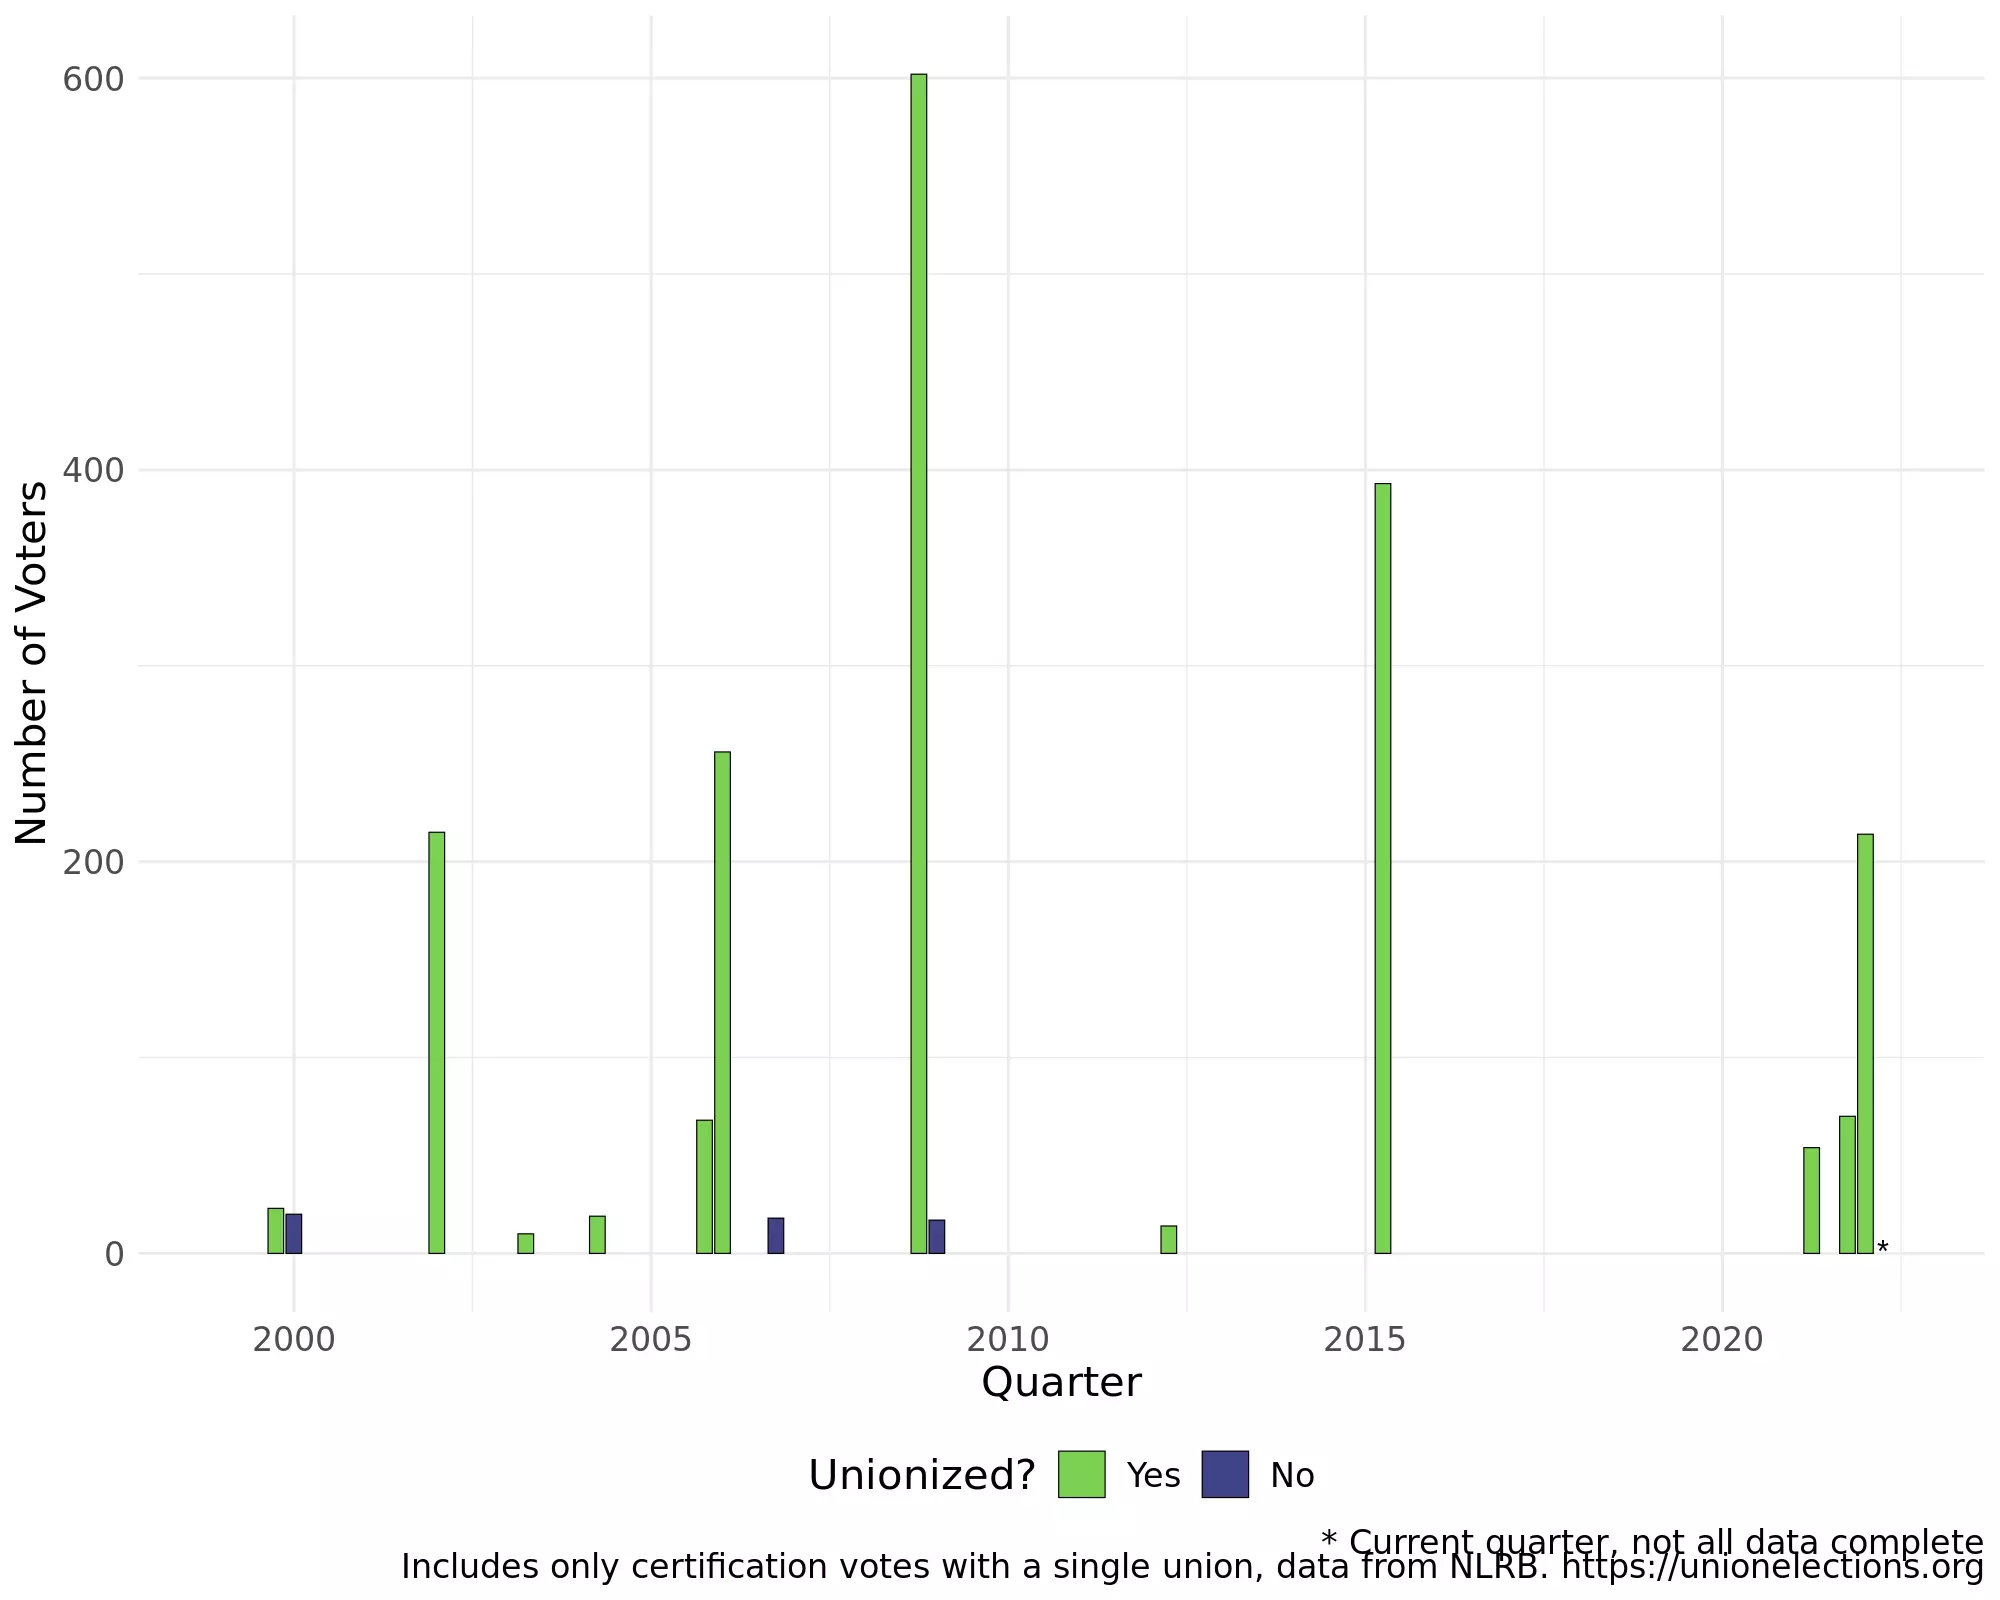 600
400
200
0
Number of Voters
2000 2005 2010 2015 2020
*
Quarter
Unionized? Yes No
* Current quarter, not all data complete
Includes only certification votes with a single union, data from NLRB. https://unionelections.org